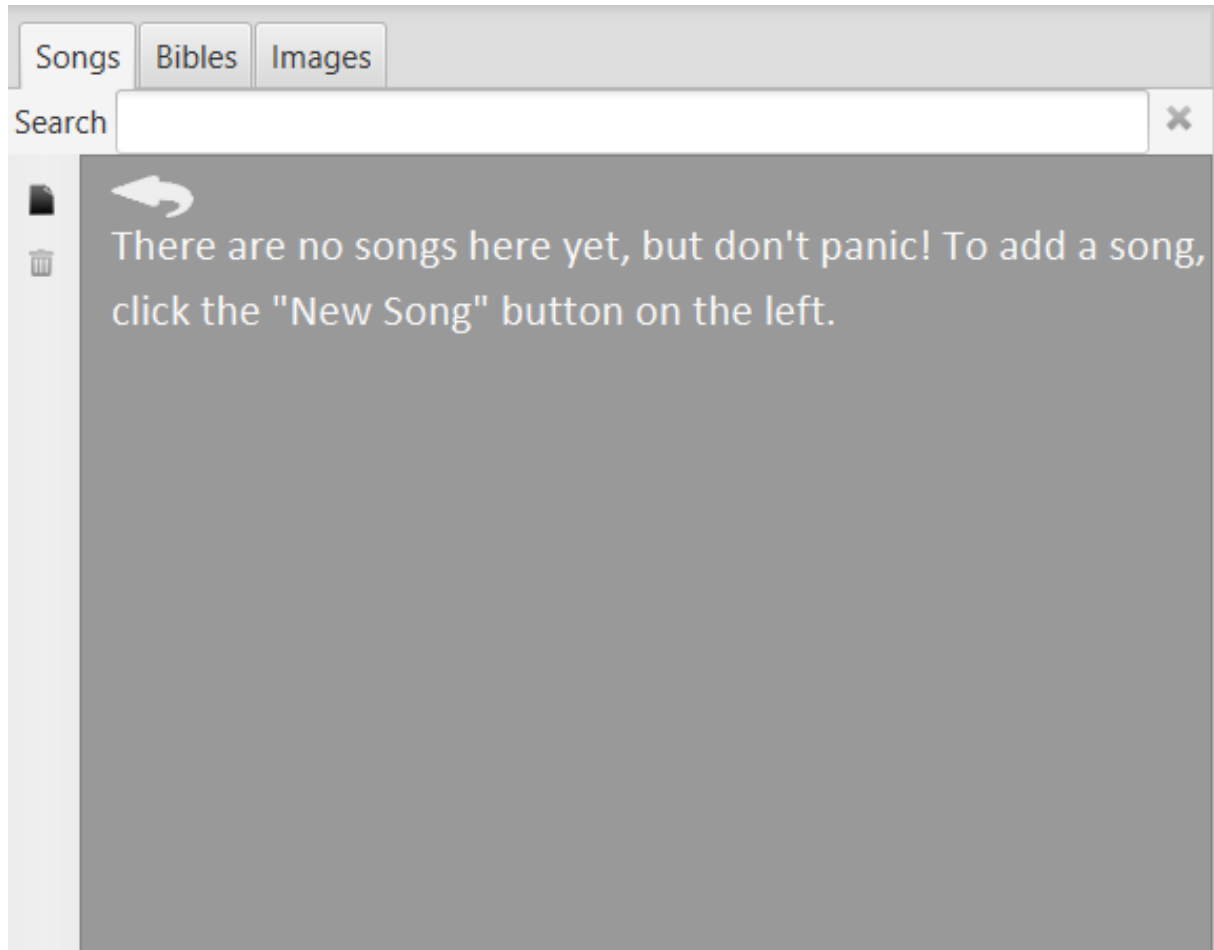 Songs Bibles Images
Search
There are no songs here yet, but don't panic! To add a song,
click the "New Song" button on the left.